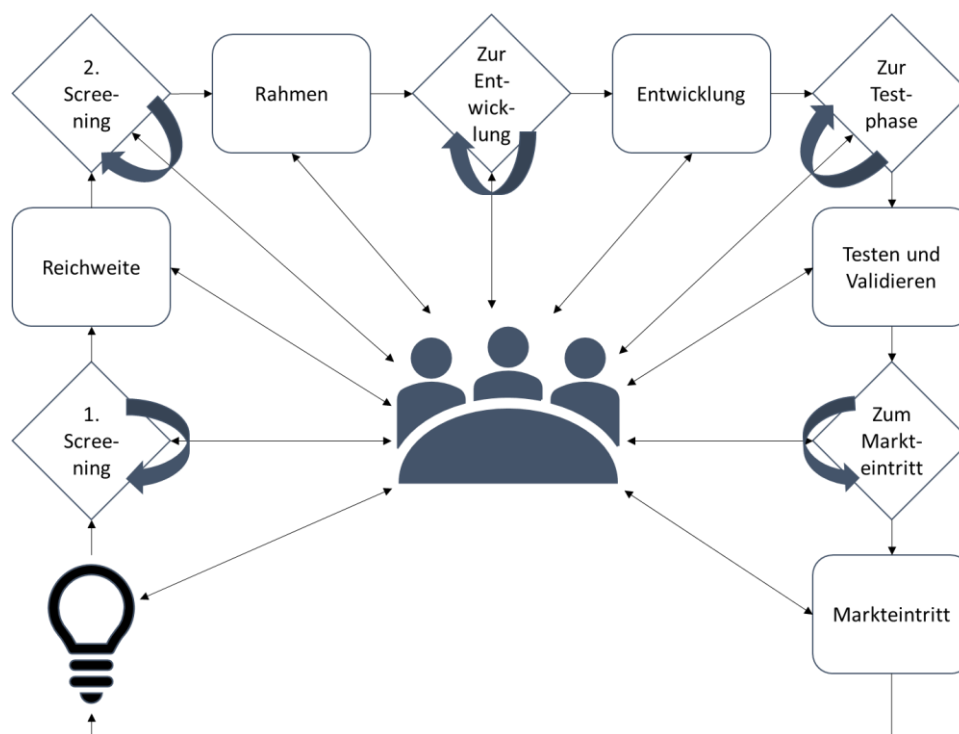 2.
Scree-
ning
Rahmen
Zur
Ent-
wick-
lung
Entwicklung
Zur
Test-
phase
Reichweite
Testen und
Validieren
1.
Scree-
ning
Zum
Markt-
eintritt
Markteintritt